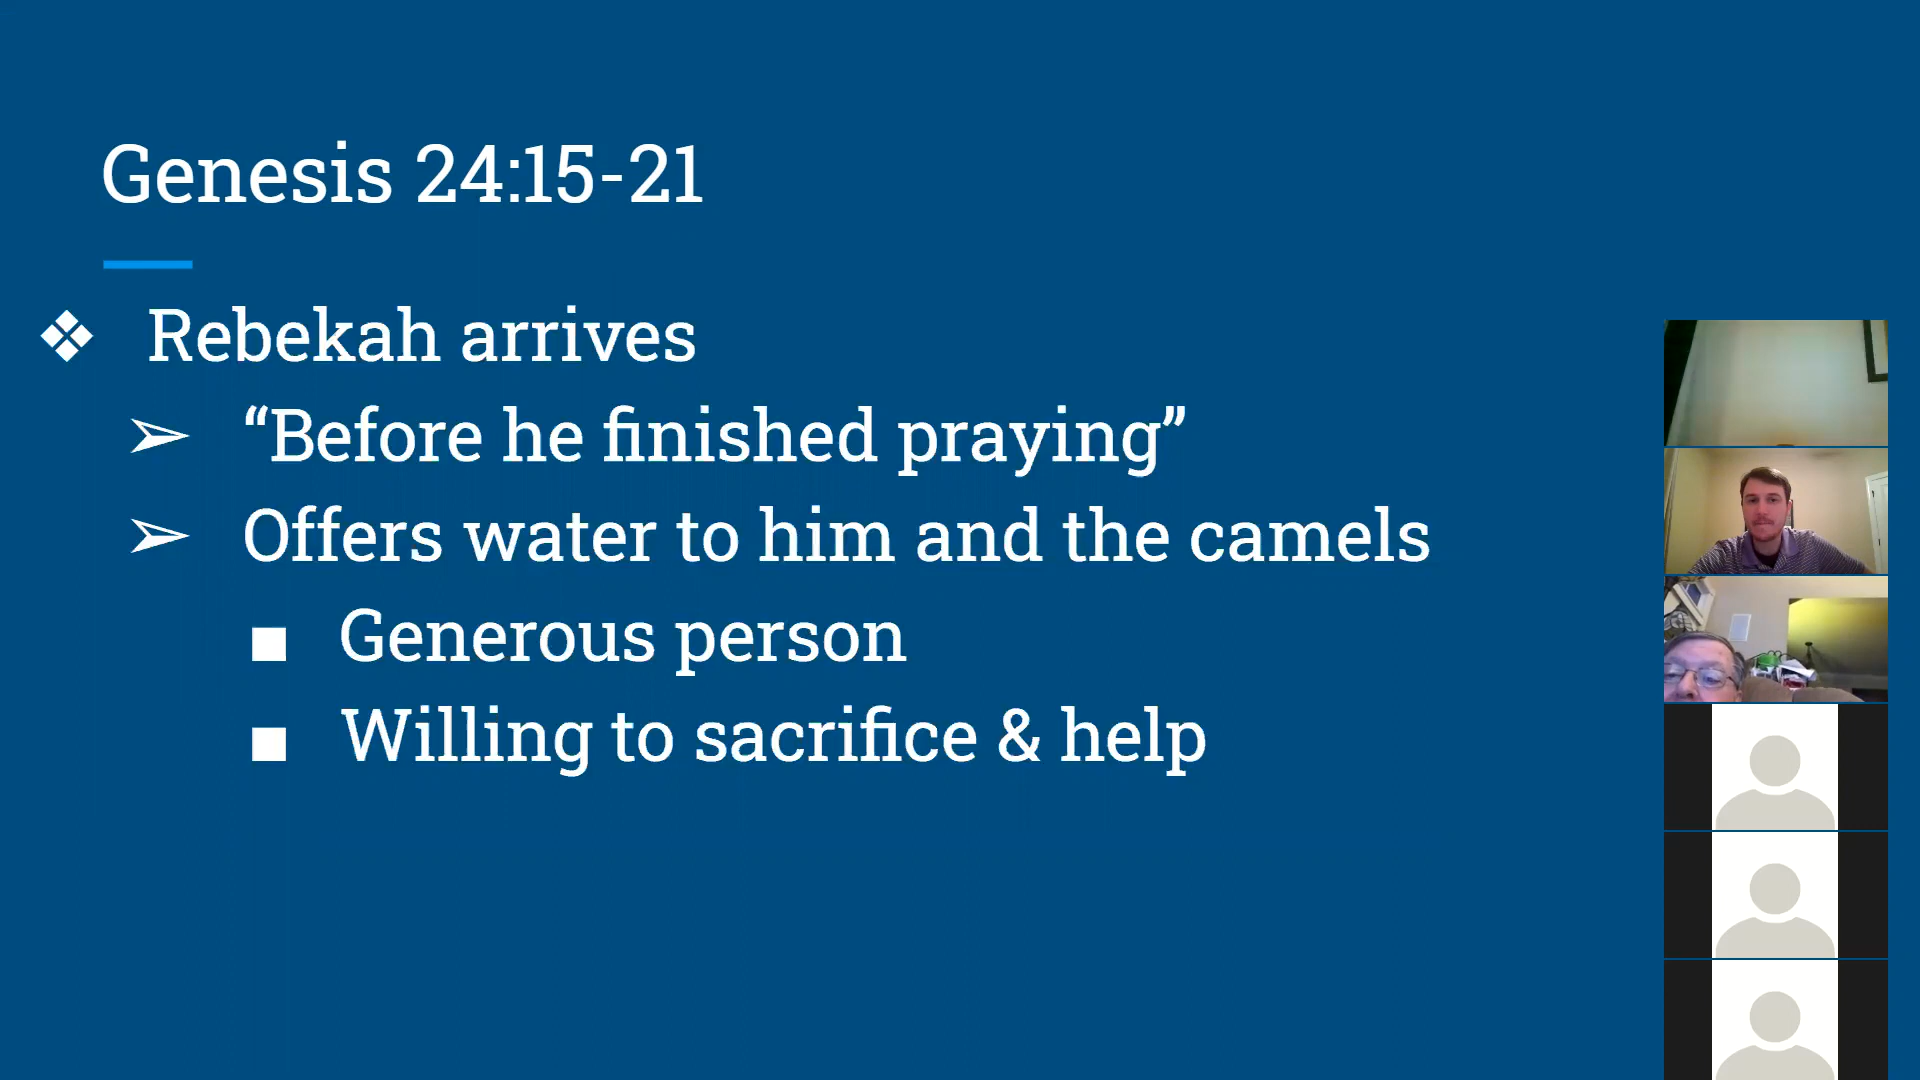 Genesis 24:15-21
❖ Rebekah arrives
➢ “Before he finished praying”
➢ Offers water to him and the camels
■ Generous person
■ Willing to sacrifice & help